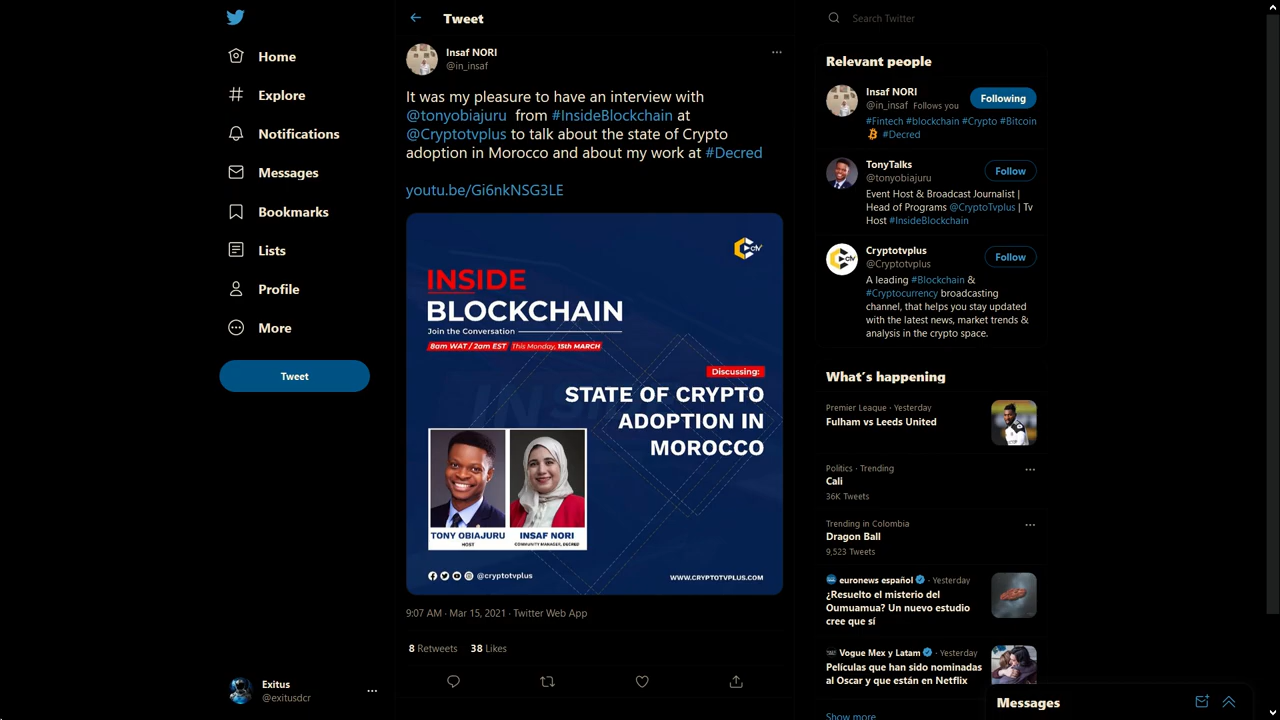 Home
Explore
Notifications
Messages
Bookmarks
Lists
Profile
More
Tweet
Exitus
@exitusdcr
Tweet
Insaf NORI
@in_insaf
It was my pleasure to have an interview with
@tonyobiajuru from #InsideBlockchain at
@Cryptotvplus to talk about the state of Crypto
adoption in Morocco and about my work at #Decred
youtu.be/Gi6nkNSG3LE
ctv
INSIDE
BLOCKCHAIN
Join the Conversation
8am WAT / 2am EST This Monday, 15th MARCH
Discussing:
STATE OF CRYPTO
ADOPTION IN
MOROCCO
TONY OBIAJURU
HOST
INSAF NORI
COMMUNITY MANAGER, DECRED
@cryptotvplus
WWW.CRYPTOTVPLUS.COM
9:07 AM · Mar 15, 2021 · Twitter Web App
8 Retweets 38 Likes
Search Twitter
Relevant people
Insaf NORI
@in_insaf Follows you
Following
#Fintech #blockchain #Crypto #Bitcoin
#Decred
TonyTalks
@tonyobiajuru
Follow
Event Host & Broadcast Journalist |
Head of Programs @CryptoTvplus | Tv
Host #InsideBlockchain
Cryptotvplus
@Cryptotvplus
Follow
A leading #Blockchain &
#Cryptocurrency broadcasting
channel, that helps you stay updated
with the latest news, market trends &
analysis in the crypto space.
What's happening
Premier League · Yesterday
Fulham vs Leeds United
Politics · Trending
Cali
36K Tweets
Trending in Colombia
Dragon Ball
9,523 Tweets
euronews español · Yesterday
¿Resuelto el misterio del
Oumuamua? Un nuevo estudio
cree que sí
Vogue Mex y Latam · Yesterday
Películas que han sido nominadas
al Oscar y que están en Netflix
Show more
Messages